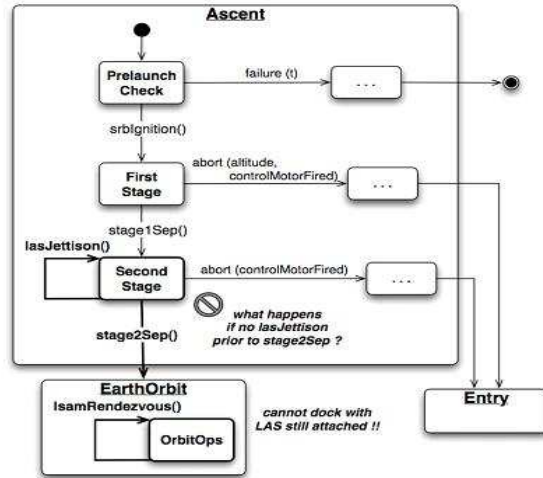 Ascent
Prelaunch
Check
failure (t)
...
srbIgnition()
abort (altitude,
controlMotorFired)
First
Stage
...
stage1Sep()
lasJettison()
Second
Stage
abort (controlMotorFired)
...
what happens
if no lasJettison
prior to stage2Sep ?
stage2Sep()
EarthOrbit
lsamRendezvous()
OrbitOps
cannot dock with
LAS still attached !!
Entry